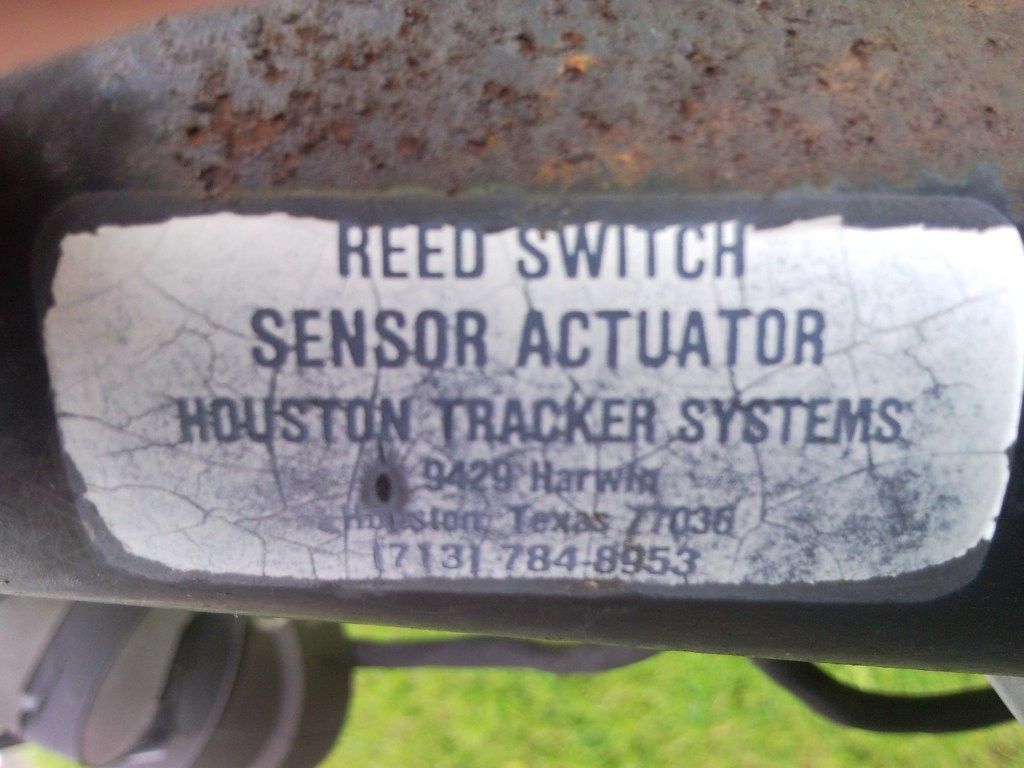 REED SWITCH
SENSOR ACTUATOR
HOUSTON TRACKER SYSTEMS
9429 Harwin
Houston, Texas 77036
(713) 784-8953